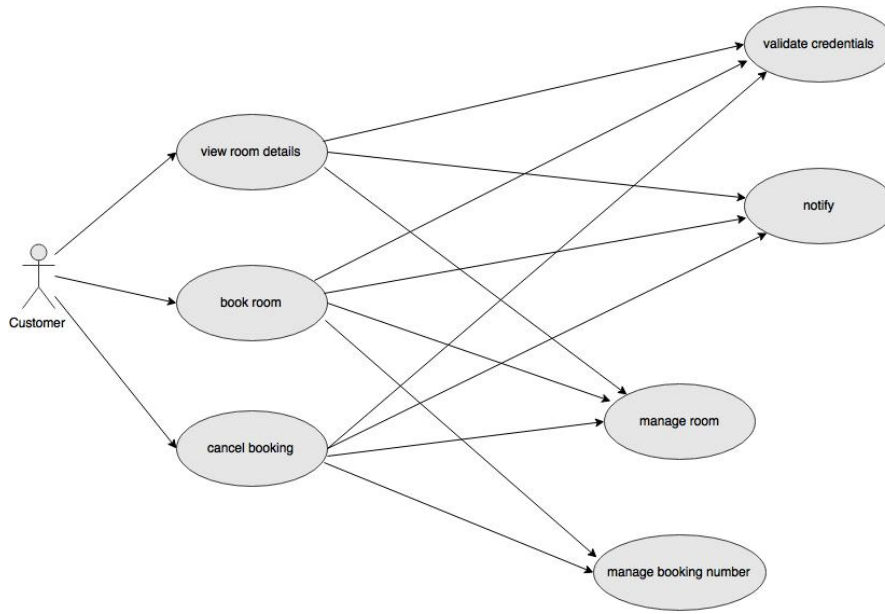 validate credentials
view room details
notify
book room
Customer
manage room
cancel booking
manage booking number